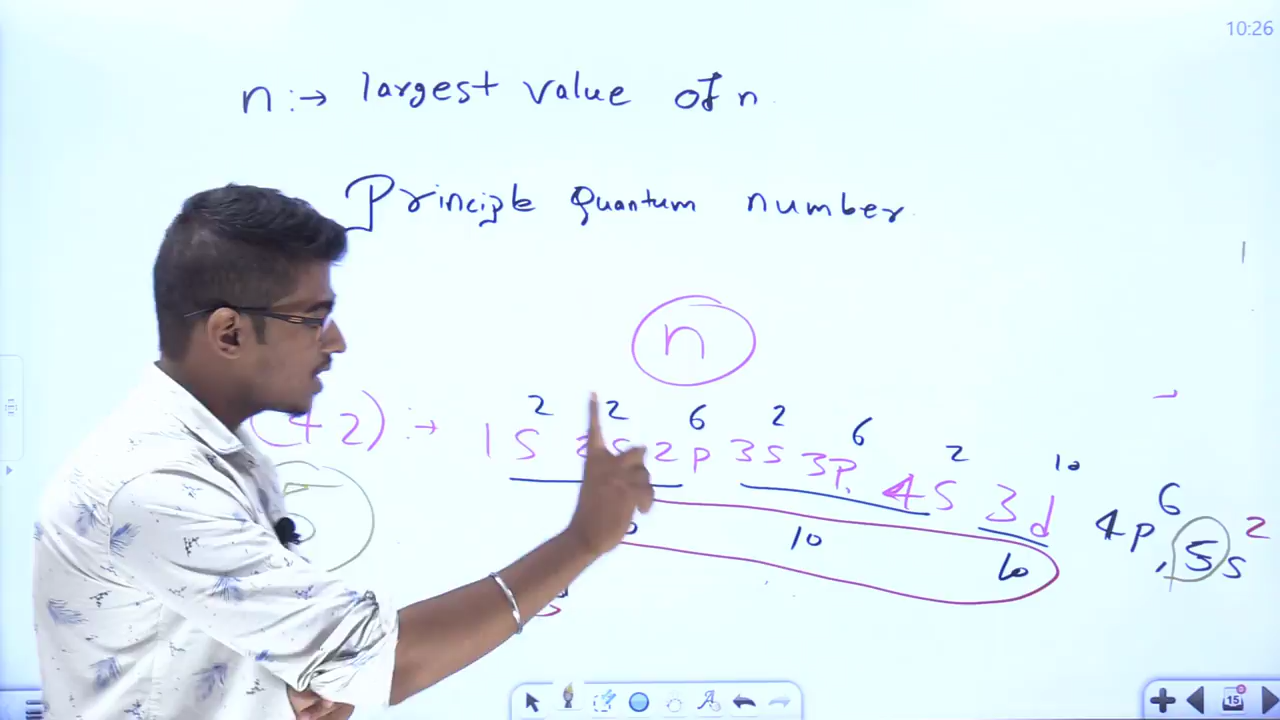 10:26
n :→ largest value of n
Principle Quantum number
n
42) :→ 1s² 2s² 2p⁶ 3s² 3p⁶ 4s² 3d¹⁰ 4p⁶, 5s²
10 10